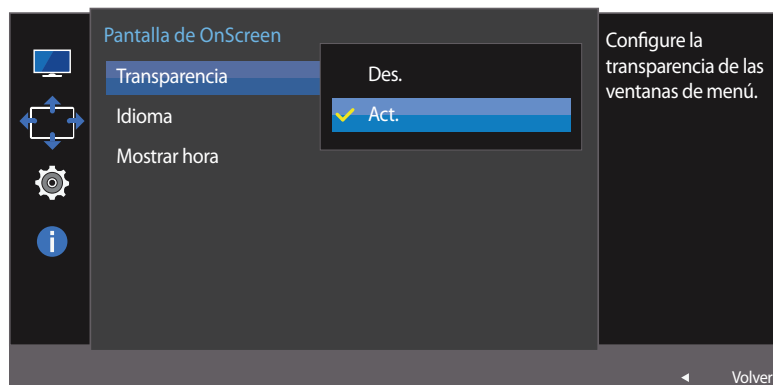 Pantalla de OnScreen
Transparencia
Idioma
Mostrar hora
Des.
Act.
Configure la
transparencia de las
ventanas de menú.
Volver